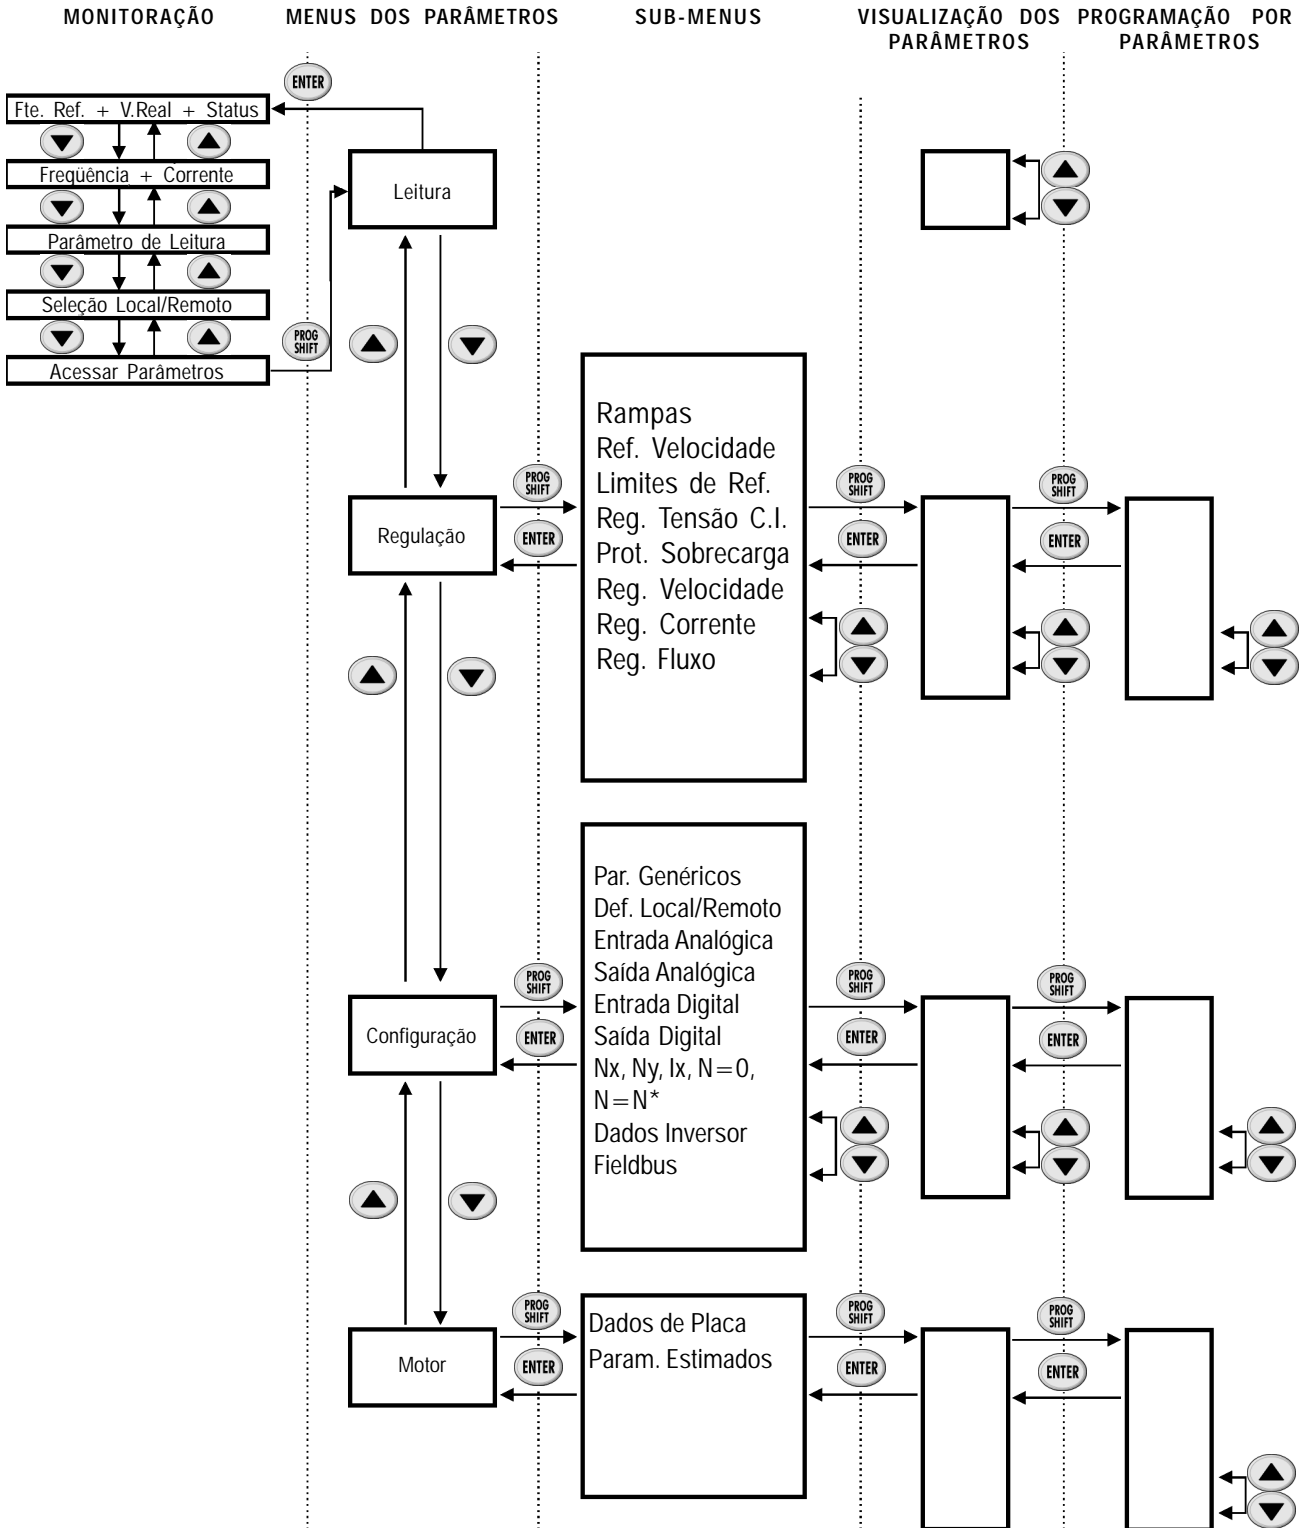 MONITORAÇÃO
MENUS DOS PARÂMETROS
SUB-MENUS
VISUALIZAÇÃO DOS
PARÂMETROS
PROGRAMAÇÃO POR
PARÂMETROS
ENTER
Fte. Ref. + V.Real + Status
Freqüência + Corrente
Parâmetro de Leitura
Seleção Local/Remoto
Acessar Parâmetros
PROG
SHIFT
Leitura
Regulação
PROG
SHIFT
ENTER
Rampas
Ref. Velocidade
Limites de Ref.
Reg. Tensão C.I.
Prot. Sobrecarga
Reg. Velocidade
Reg. Corrente
Reg. Fluxo
PROG
SHIFT
ENTER
PROG
SHIFT
ENTER
Configuração
PROG
SHIFT
ENTER
Par. Genéricos
Def. Local/Remoto
Entrada Analógica
Saída Analógica
Entrada Digital
Saída Digital
Nx, Ny, Ix, N=0,
N=N*
Dados Inversor
Fieldbus
PROG
SHIFT
ENTER
PROG
SHIFT
ENTER
Motor
PROG
SHIFT
ENTER
Dados de Placa
Param. Estimados
PROG
SHIFT
ENTER
PROG
SHIFT
ENTER